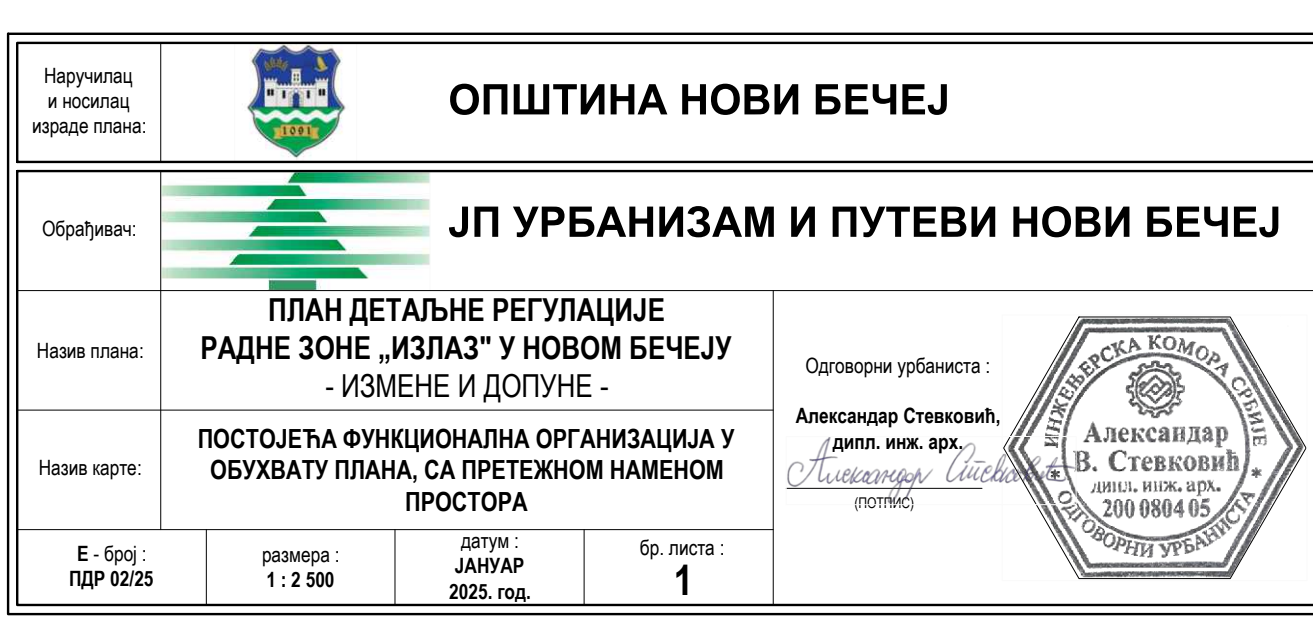 Наручилац
и носилац
израде плана:
1091
ОПШТИНА НОВИ БЕЧЕЈ
Обрађивач:
ЈП УРБАНИЗАМ И ПУТЕВИ НОВИ БЕЧЕЈ
Назив плана:
ПЛАН ДЕТАЉНЕ РЕГУЛАЦИЈЕ
РАДНЕ ЗОНЕ „ИЗЛАЗ" У НОВОМ БЕЧЕЈУ
- ИЗМЕНЕ И ДОПУНЕ -
Назив карте:
ПОСТОЈЕЋА ФУНКЦИОНАЛНА ОРГАНИЗАЦИЈА У
ОБУХВАТУ ПЛАНА, СА ПРЕТЕЖНОМ НАМЕНОМ
ПРОСТОРА
Одговорни урбаниста :
Александар Стевковић,
дипл. инж. арх.
Александар Стевковић
(ПОТПИС)
ИНЖЕЊЕРСКА КОМОРА СРБИЈЕ
Александар
В. Стевковић
дипл. инж. арх.
200 0804 05
* ОДГОВОРНИ УРБАНИСТА *
Е - број :
ПДР 02/25
размера :
1 : 2 500
датум :
ЈАНУАР
2025. год.
бр. листа :
1